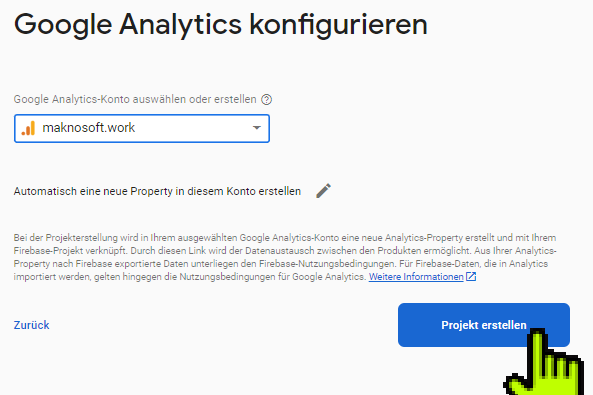 Google Analytics konfigurieren
Google Analytics-Konto auswählen oder erstellen
maknosoft.work
Automatisch eine neue Property in diesem Konto erstellen
Bei der Projekterstellung wird in Ihrem ausgewählten Google Analytics-Konto eine neue Analytics-Property erstellt und mit Ihrem
Firebase-Projekt verknüpft. Durch diesen Link wird der Datenaustausch zwischen den Produkten ermöglicht. Aus Ihrer Analytics-
Property nach Firebase exportierte Daten unterliegen den Firebase-Nutzungsbedingungen. Für Firebase-Daten, die in Analytics
importiert werden, gelten hingegen die Nutzungsbedingungen für Google Analytics. Weitere Informationen
Zurück
Projekt erstellen